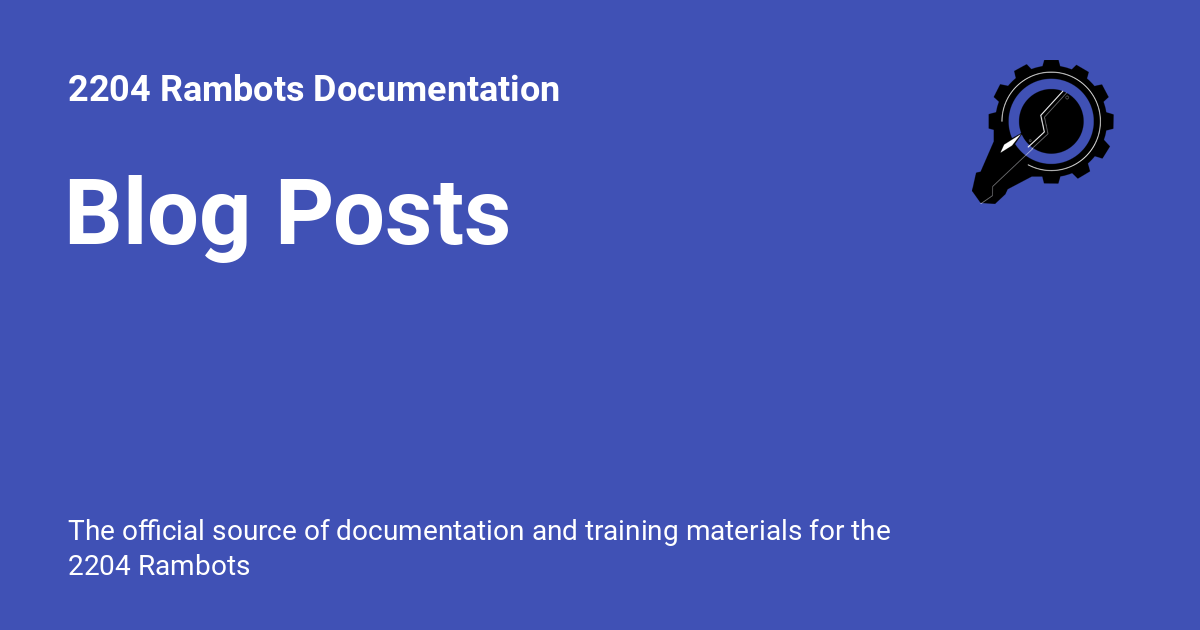 2204 Rambots Documentation
Blog Posts
The official source of documentation and training materials for the
2204 Rambots